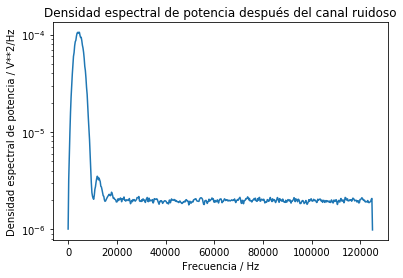 Densidad espectral de potencia después del canal ruidoso
Densidad espectral de potencia / V**2/Hz
10⁻⁴
10⁻⁵
10⁻⁶
0 20000 40000 60000 80000 100000 120000
Frecuencia / Hz